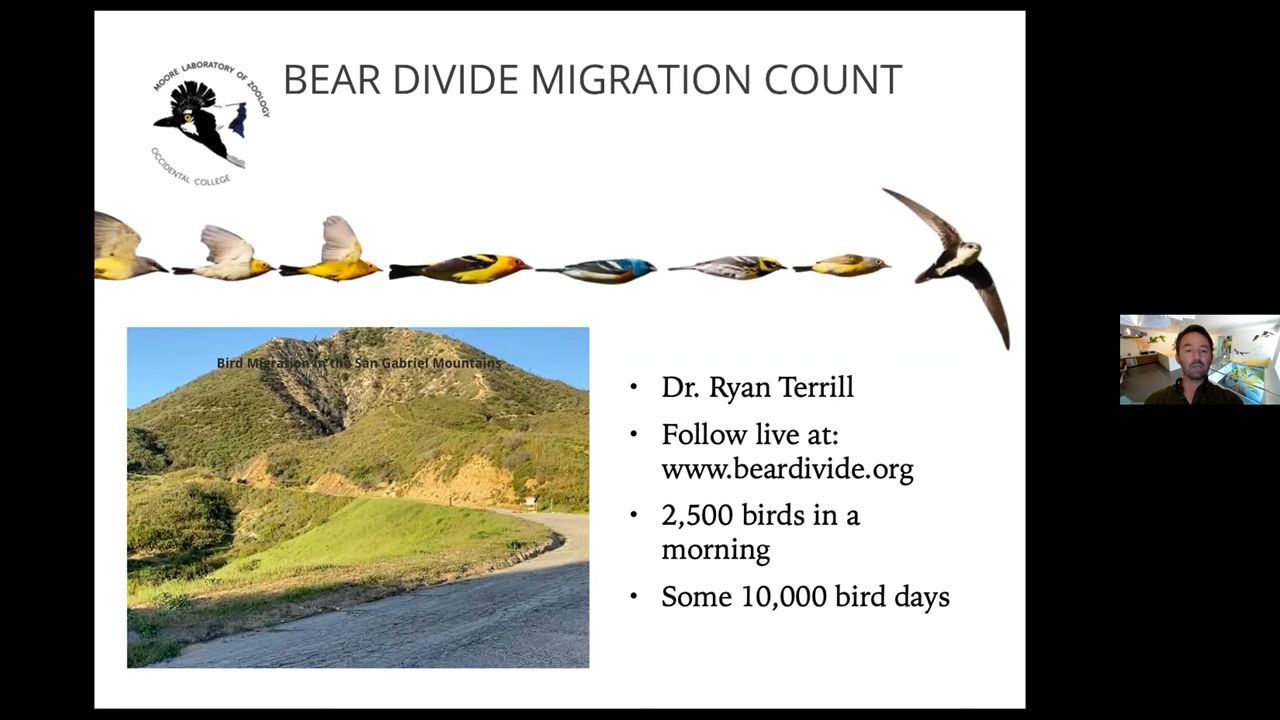 MOORE LABORATORY OF ZOOLOGY
OCCIDENTAL COLLEGE
BEAR DIVIDE MIGRATION COUNT
Bird Migration in the San Gabriel Mountains
• Dr. Ryan Terrill
• Follow live at:
www.beardivide.org
• 2,500 birds in a
morning
• Some 10,000 bird days